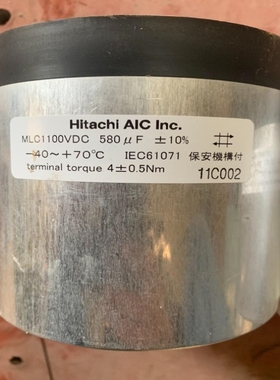 Hitachi AIC Inc.
MLC1100VDC 580μF ±10%
−40～+70℃ IEC61071 保安機構付
terminal torque 4±0.5Nm 11C002